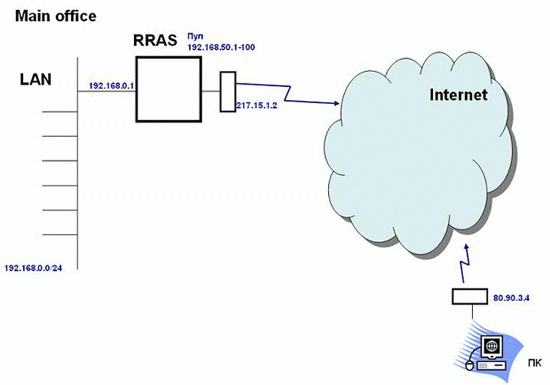 Main office
RRAS
Пул
192.168.50.1-100
LAN
192.168.0.1
217.15.1.2
Internet
192.168.0.0/24
80.90.3.4
ПК